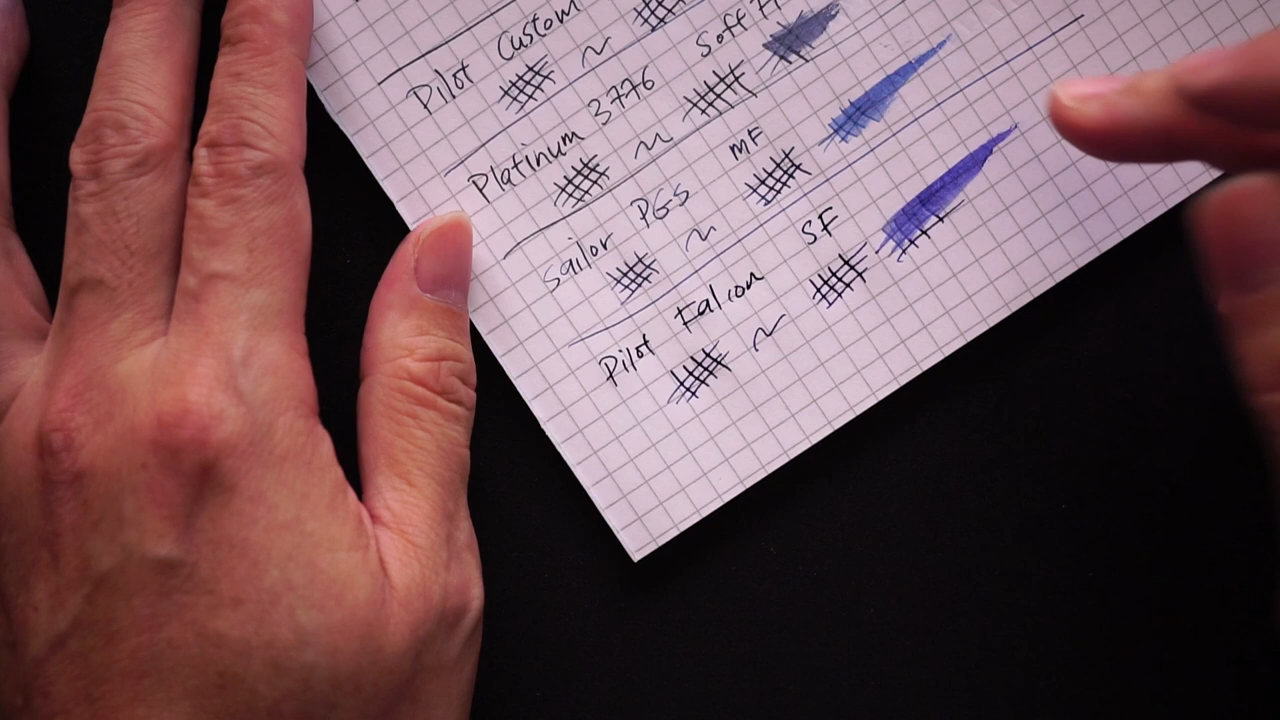 Pilot Custom
Platinum 3776 Soft
Sailor PGS MF
Pilot Falcon SF